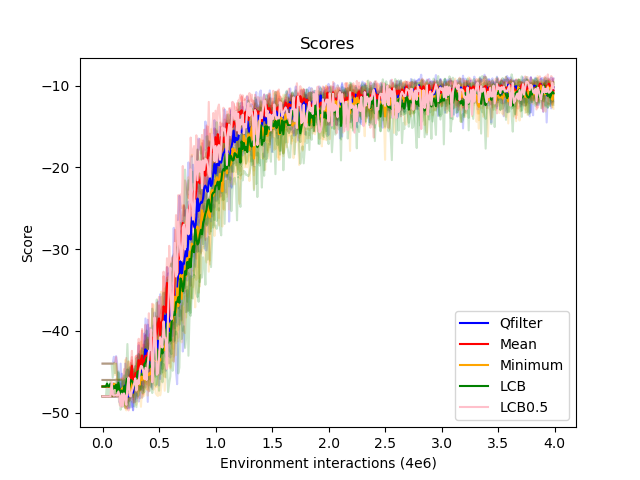 Scores
Score
−10
−20
−30
−40
−50
0.0 0.5 1.0 1.5 2.0 2.5 3.0 3.5 4.0
Environment interactions (4e6)
Qfilter
Mean
Minimum
LCB
LCB0.5